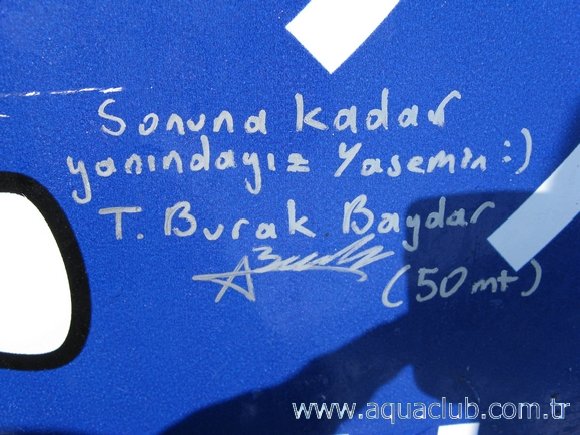 Sonuna kadar
yanındayız Yasemin :)
T. Burak Baydar
(50 mt)
www.aquaclub.com.tr